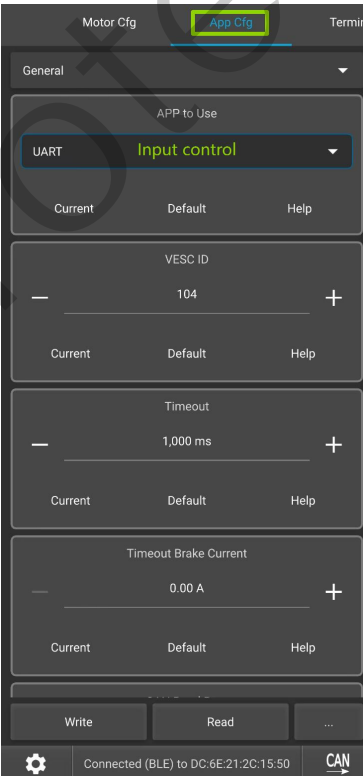 Motor Cfg App Cfg Termin
General
APP to Use
UART Input control
Current Default Help
VESC ID
104
Current Default Help
Timeout
1,000 ms
Current Default Help
Timeout Brake Current
0.00 A
Current Default Help
Write Read ...
Connected (BLE) to DC:6E:21:2C:15:50 CAN